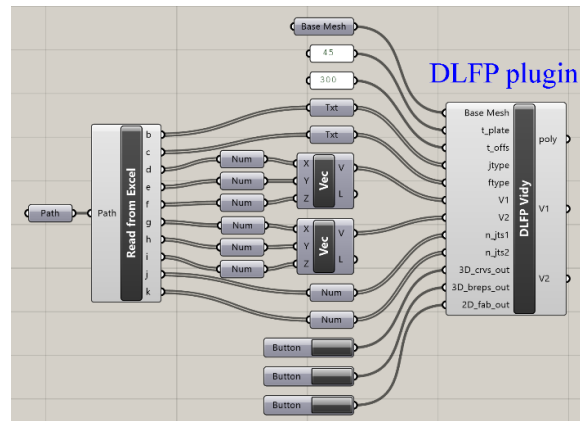 Base Mesh
45
300
DLFP plugin
Txt
Txt
Num
Num
Num
Num
Num
Num
Num
Num
X
Y
Z
Vec
V
L
X
Y
Z
Vec
V
L
Path
Path
Read from Excel
b
c
d
e
f
g
h
i
j
k
Button
Button
Button
Base Mesh
t_plate
t_offs
jtype
ftype
V1
V2
n_jts1
n_jts2
3D_crvs_out
3D_breps_out
2D_fab_out
DLFP Vidy
poly
V1
V2